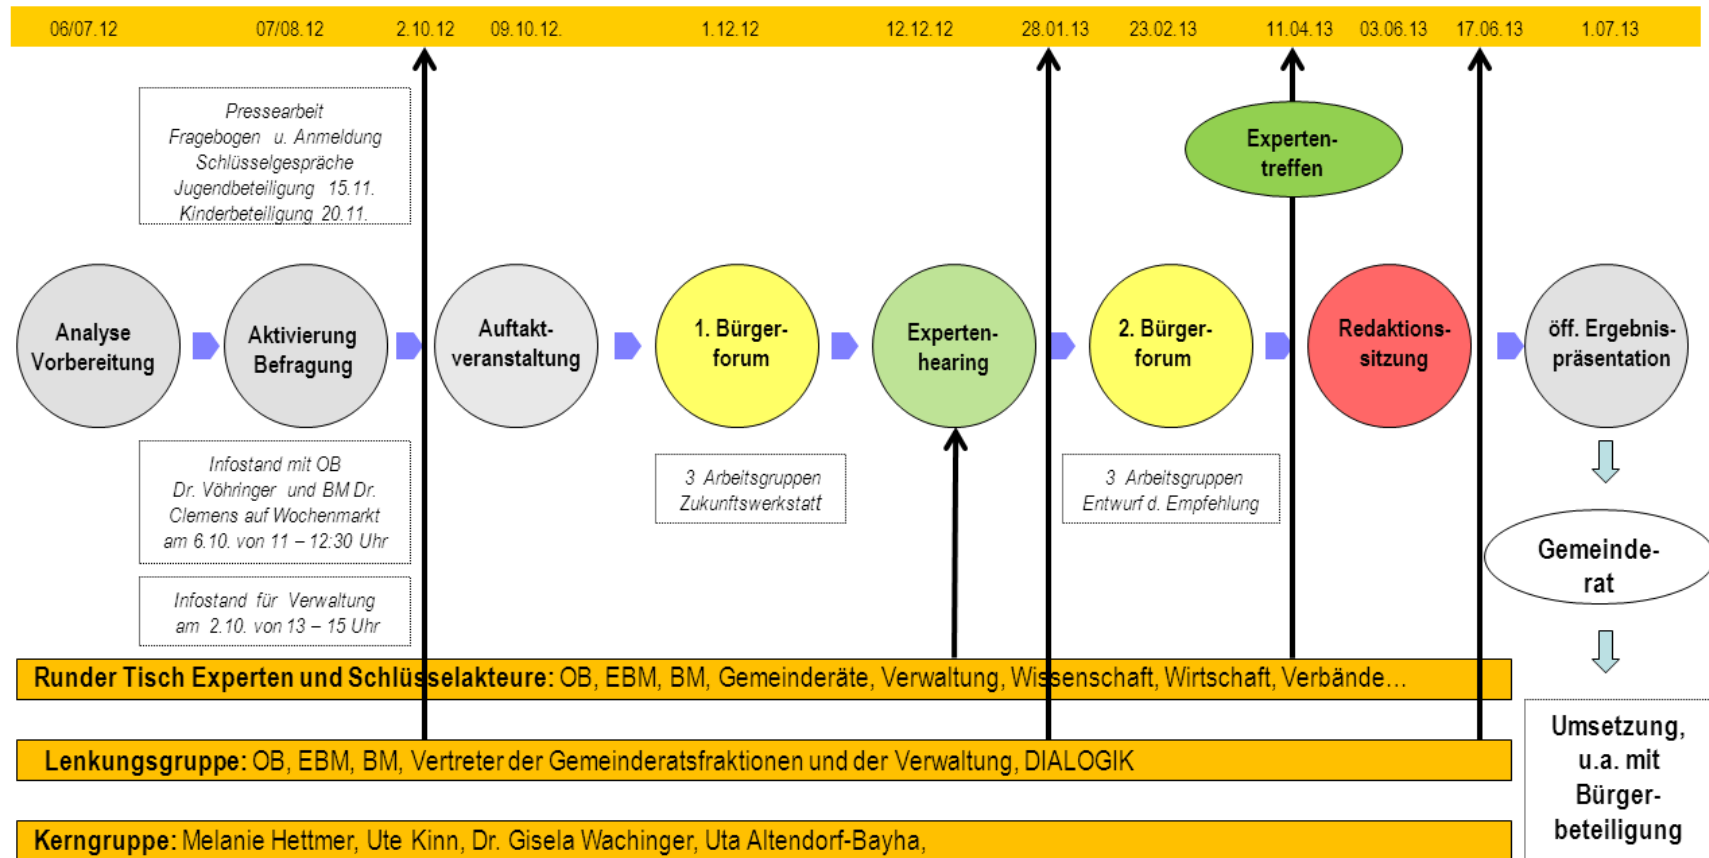 06/07.12 07/08.12 2.10.12 09.10.12. 1.12.12 12.12.12 28.01.13 23.02.13 11.04.13 03.06.13 17.06.13 1.07.13
Pressearbeit
Fragebogen u. Anmeldung
Schlüsselgespräche
Jugendbeteiligung 15.11.
Kinderbeteiligung 20.11.
Experten-
treffen
Analyse
Vorbereitung
Aktivierung
Befragung
Auftakt-
veranstaltung
1. Bürger-
forum
Experten-
hearing
2. Bürger-
forum
Redaktions-
sitzung
öff. Ergebnis-
präsentation
Infostand mit OB
Dr. Vöhringer und BM Dr.
Clemens auf Wochenmarkt
am 6.10. von 11 – 12:30 Uhr
3 Arbeitsgruppen
Zukunftswerkstatt
3 Arbeitsgruppen
Entwurf d. Empfehlung
Infostand für Verwaltung
am 2.10. von 13 – 15 Uhr
Gemeinde-
rat
Runder Tisch Experten und Schlüsselakteure: OB, EBM, BM, Gemeinderäte, Verwaltung, Wissenschaft, Wirtschaft, Verbände…
Lenkungsgruppe: OB, EBM, BM, Vertreter der Gemeinderatsfraktionen und der Verwaltung, DIALOGIK
Kerngruppe: Melanie Hettmer, Ute Kinn, Dr. Gisela Wachinger, Uta Altendorf-Bayha,
Umsetzung,
u.a. mit
Bürger-
beteiligung